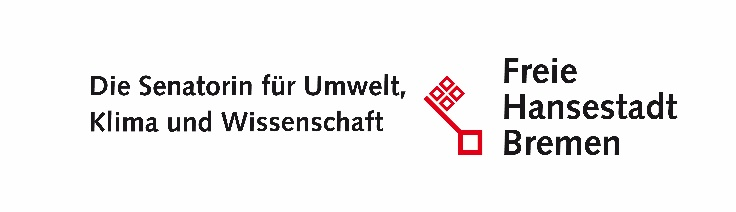 Die Senatorin für Umwelt,
Klima und Wissenschaft
Freie
Hansestadt
Bremen